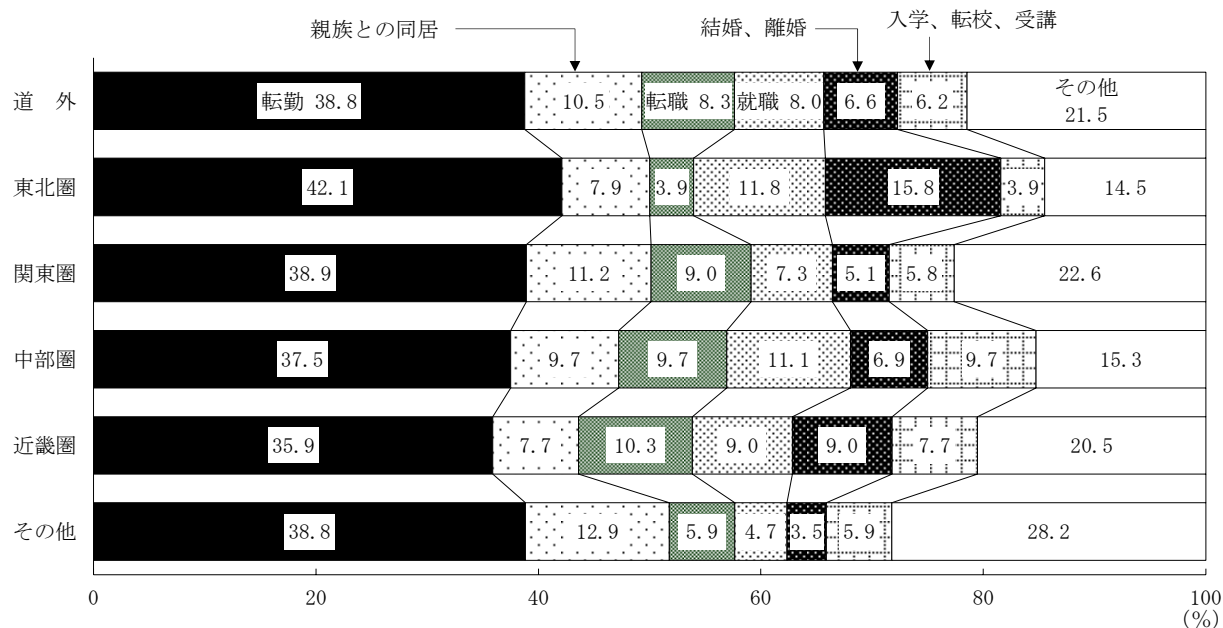 親族との同居 結婚、離婚 入学、転校、受講
道 外 転勤 38.8 10.5 転職 8.3 就職 8.0 6.6 6.2 その他
21.5
東北圏 42.1 7.9 3.9 11.8 15.8 3.9 14.5
関東圏 38.9 11.2 9.0 7.3 5.1 5.8 22.6
中部圏 37.5 9.7 9.7 11.1 6.9 9.7 15.3
近畿圏 35.9 7.7 10.3 9.0 9.0 7.7 20.5
その他 38.8 12.9 5.9 4.7 3.5 5.9 28.2
0 20 40 60 80 100
(%)